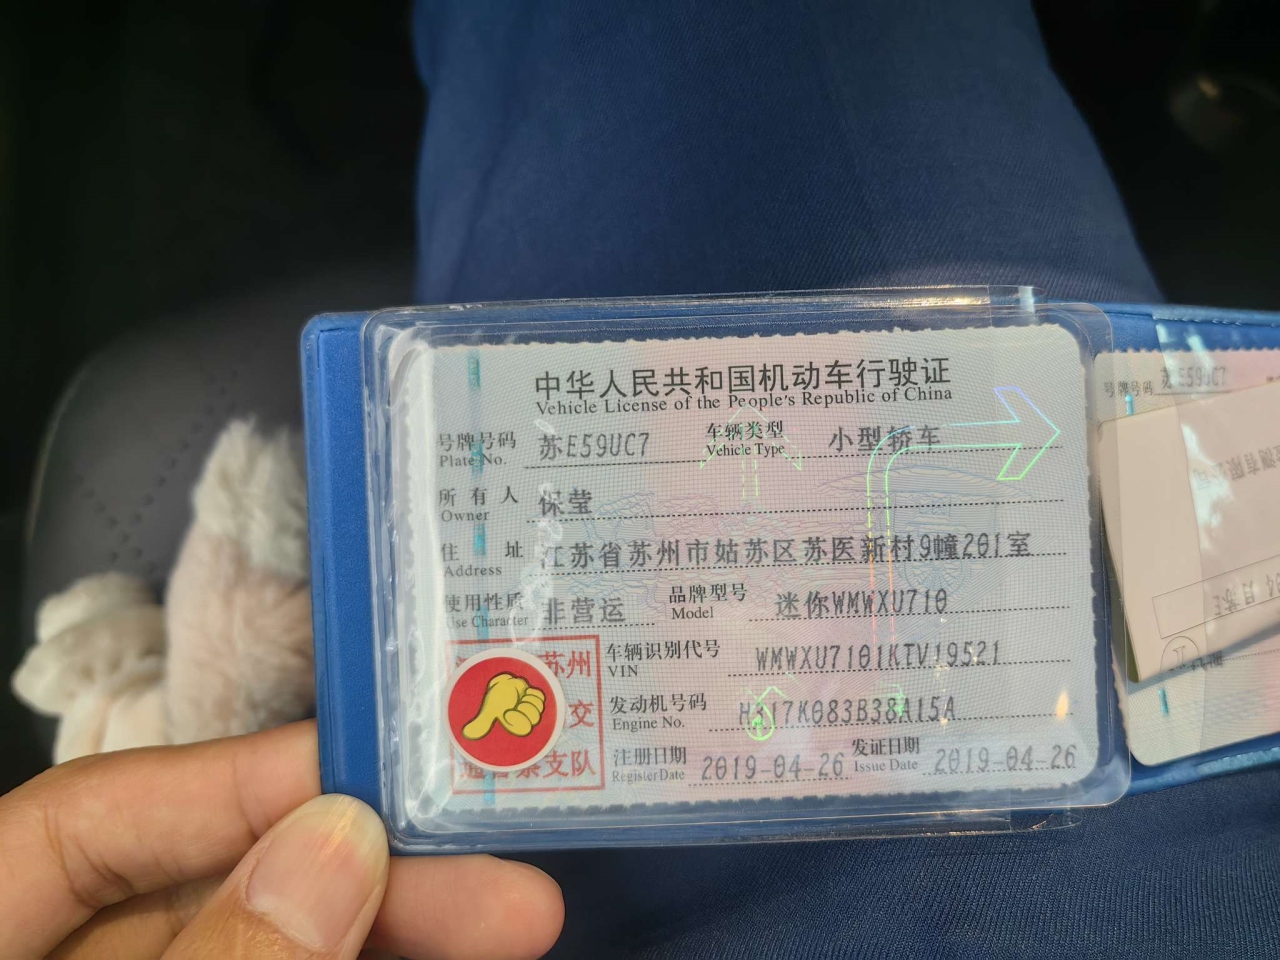 中华人民共和国机动车行驶证
Vehicle License of the People's Republic of China
号牌号码 苏E59UC7 车辆类型 小型轿车
Plate No. Vehicle Type
所有人 保莹
Owner
住址 江苏省苏州市姑苏区苏医新村9幢201室
Address
使用性质 非营运 品牌型号 迷你WMWXU710
Use Character Model
车辆识别代号 WMWXU7101KTV19521
VIN
发动机号码
Engine No.
注册日期 2019-04-26 发证日期 2019-04-26
Register Date Issue Date
苏州
交
支队
号牌号码 苏E59UC7